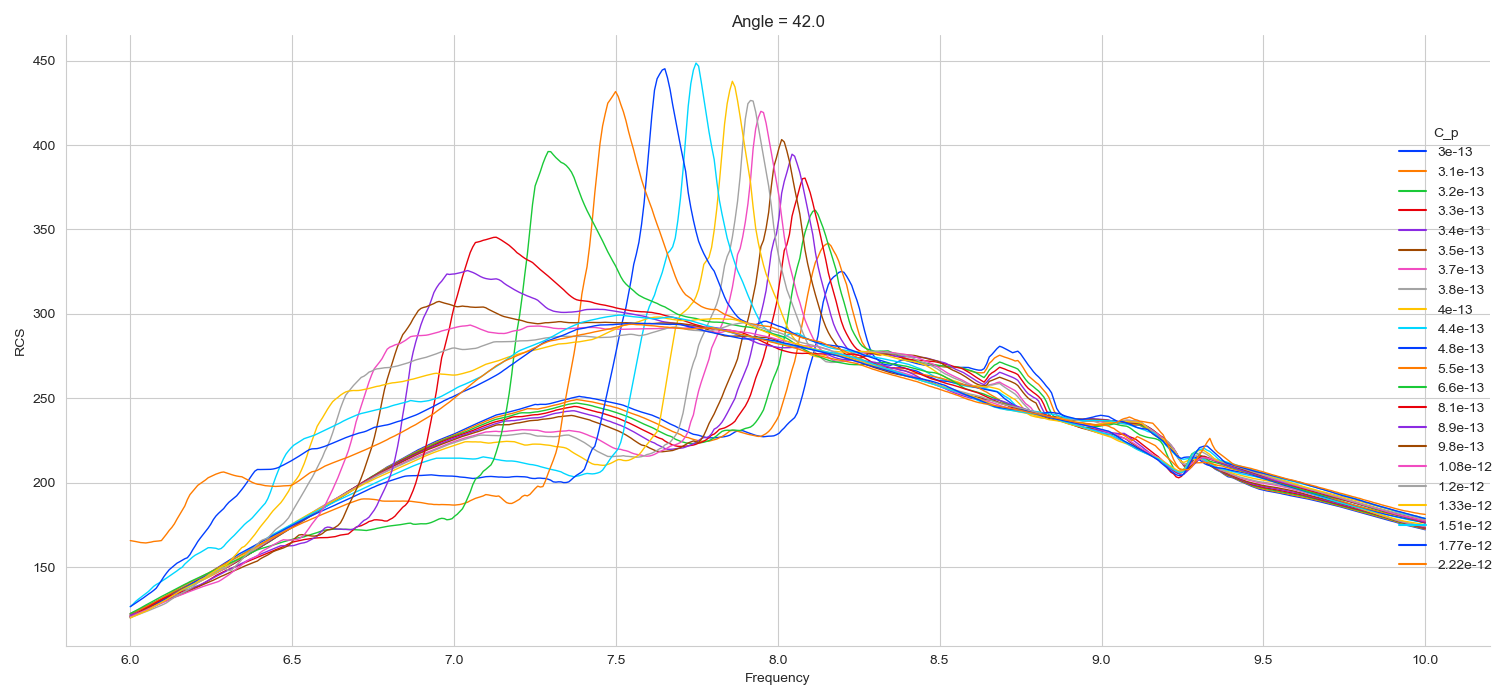 Angle = 42.0
450
400
350
300
250
200
150
RCS
6.0 6.5 7.0 7.5 8.0 8.5 9.0 9.5 10.0
Frequency
C_p
3e-13
3.1e-13
3.2e-13
3.3e-13
3.4e-13
3.5e-13
3.7e-13
3.8e-13
4e-13
4.4e-13
4.8e-13
5.5e-13
6.6e-13
8.1e-13
8.9e-13
9.8e-13
1.08e-12
1.2e-12
1.33e-12
1.51e-12
1.77e-12
2.22e-12